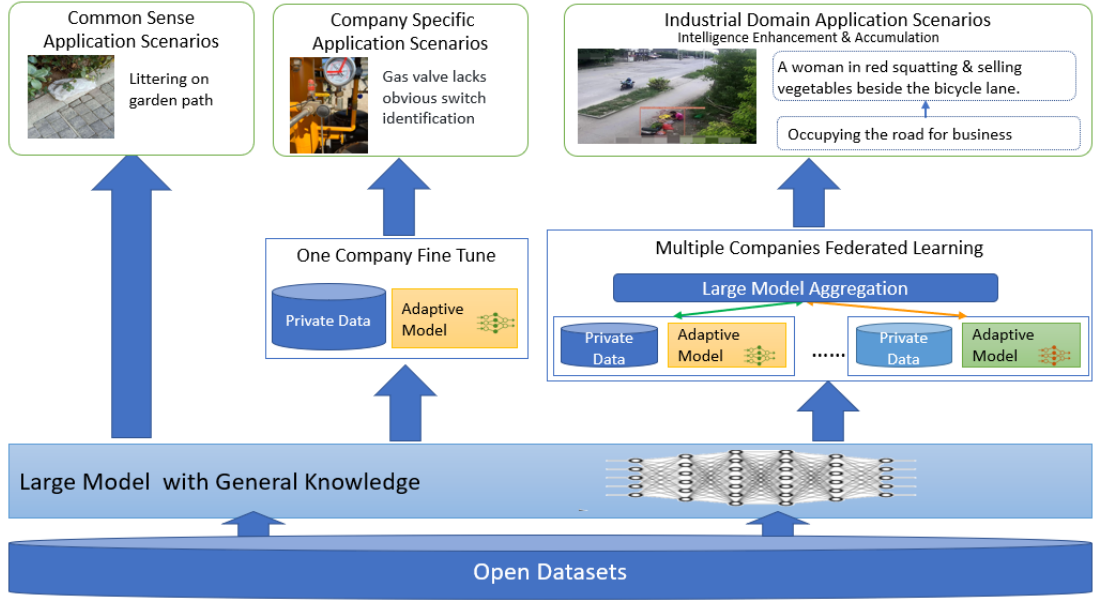 Common Sense
Application Scenarios
Littering on
garden path
Company Specific
Application Scenarios
Gas valve lacks
obvious switch
identification
Industrial Domain Application Scenarios
Intelligence Enhancement & Accumulation
A woman in red squatting & selling
vegetables beside the bicycle lane.
Occupying the road for business
One Company Fine Tune
Private Data
Adaptive
Model
Multiple Companies Federated Learning
Large Model Aggregation
Private
Data
Adaptive
Model
......
Private
Data
Adaptive
Model
Large Model with General Knowledge
Open Datasets